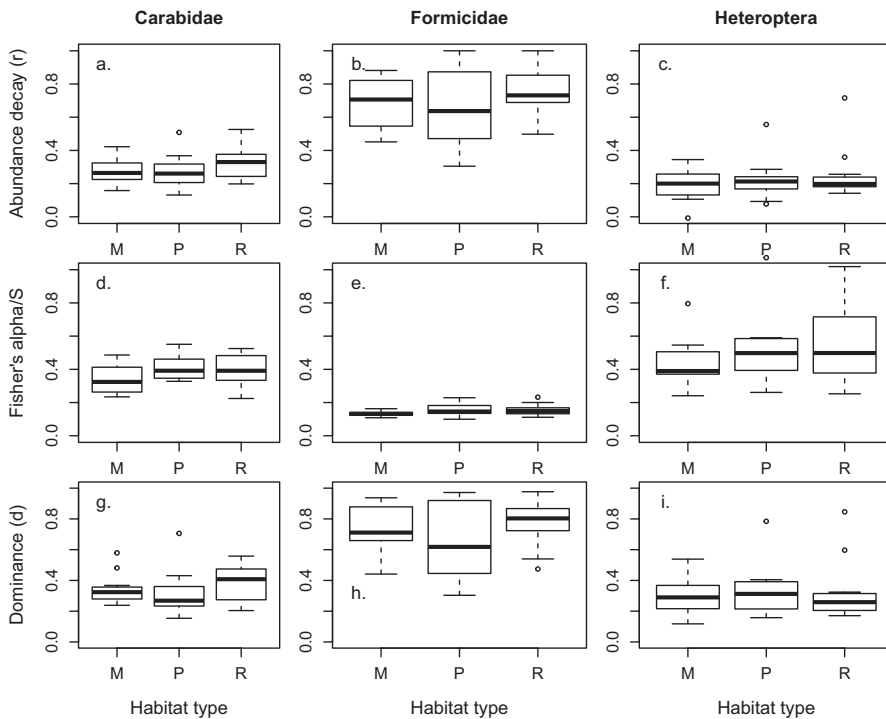 Carabidae Formicidae Heteroptera
Abundance decay (r)
0.0 0.4 0.8
a.
M P R
0.0 0.4 0.8
b.
M P R
0.0 0.4 0.8
c.
M P R
Fisher's alpha/S
0.0 0.4 0.8
d.
M P R
0.0 0.4 0.8
e.
M P R
0.0 0.4 0.8
f.
M P R
Dominance (d)
0.0 0.4 0.8
g.
M P R
0.0 0.4 0.8
h.
M P R
0.0 0.4 0.8
i.
M P R
Habitat type Habitat type Habitat type